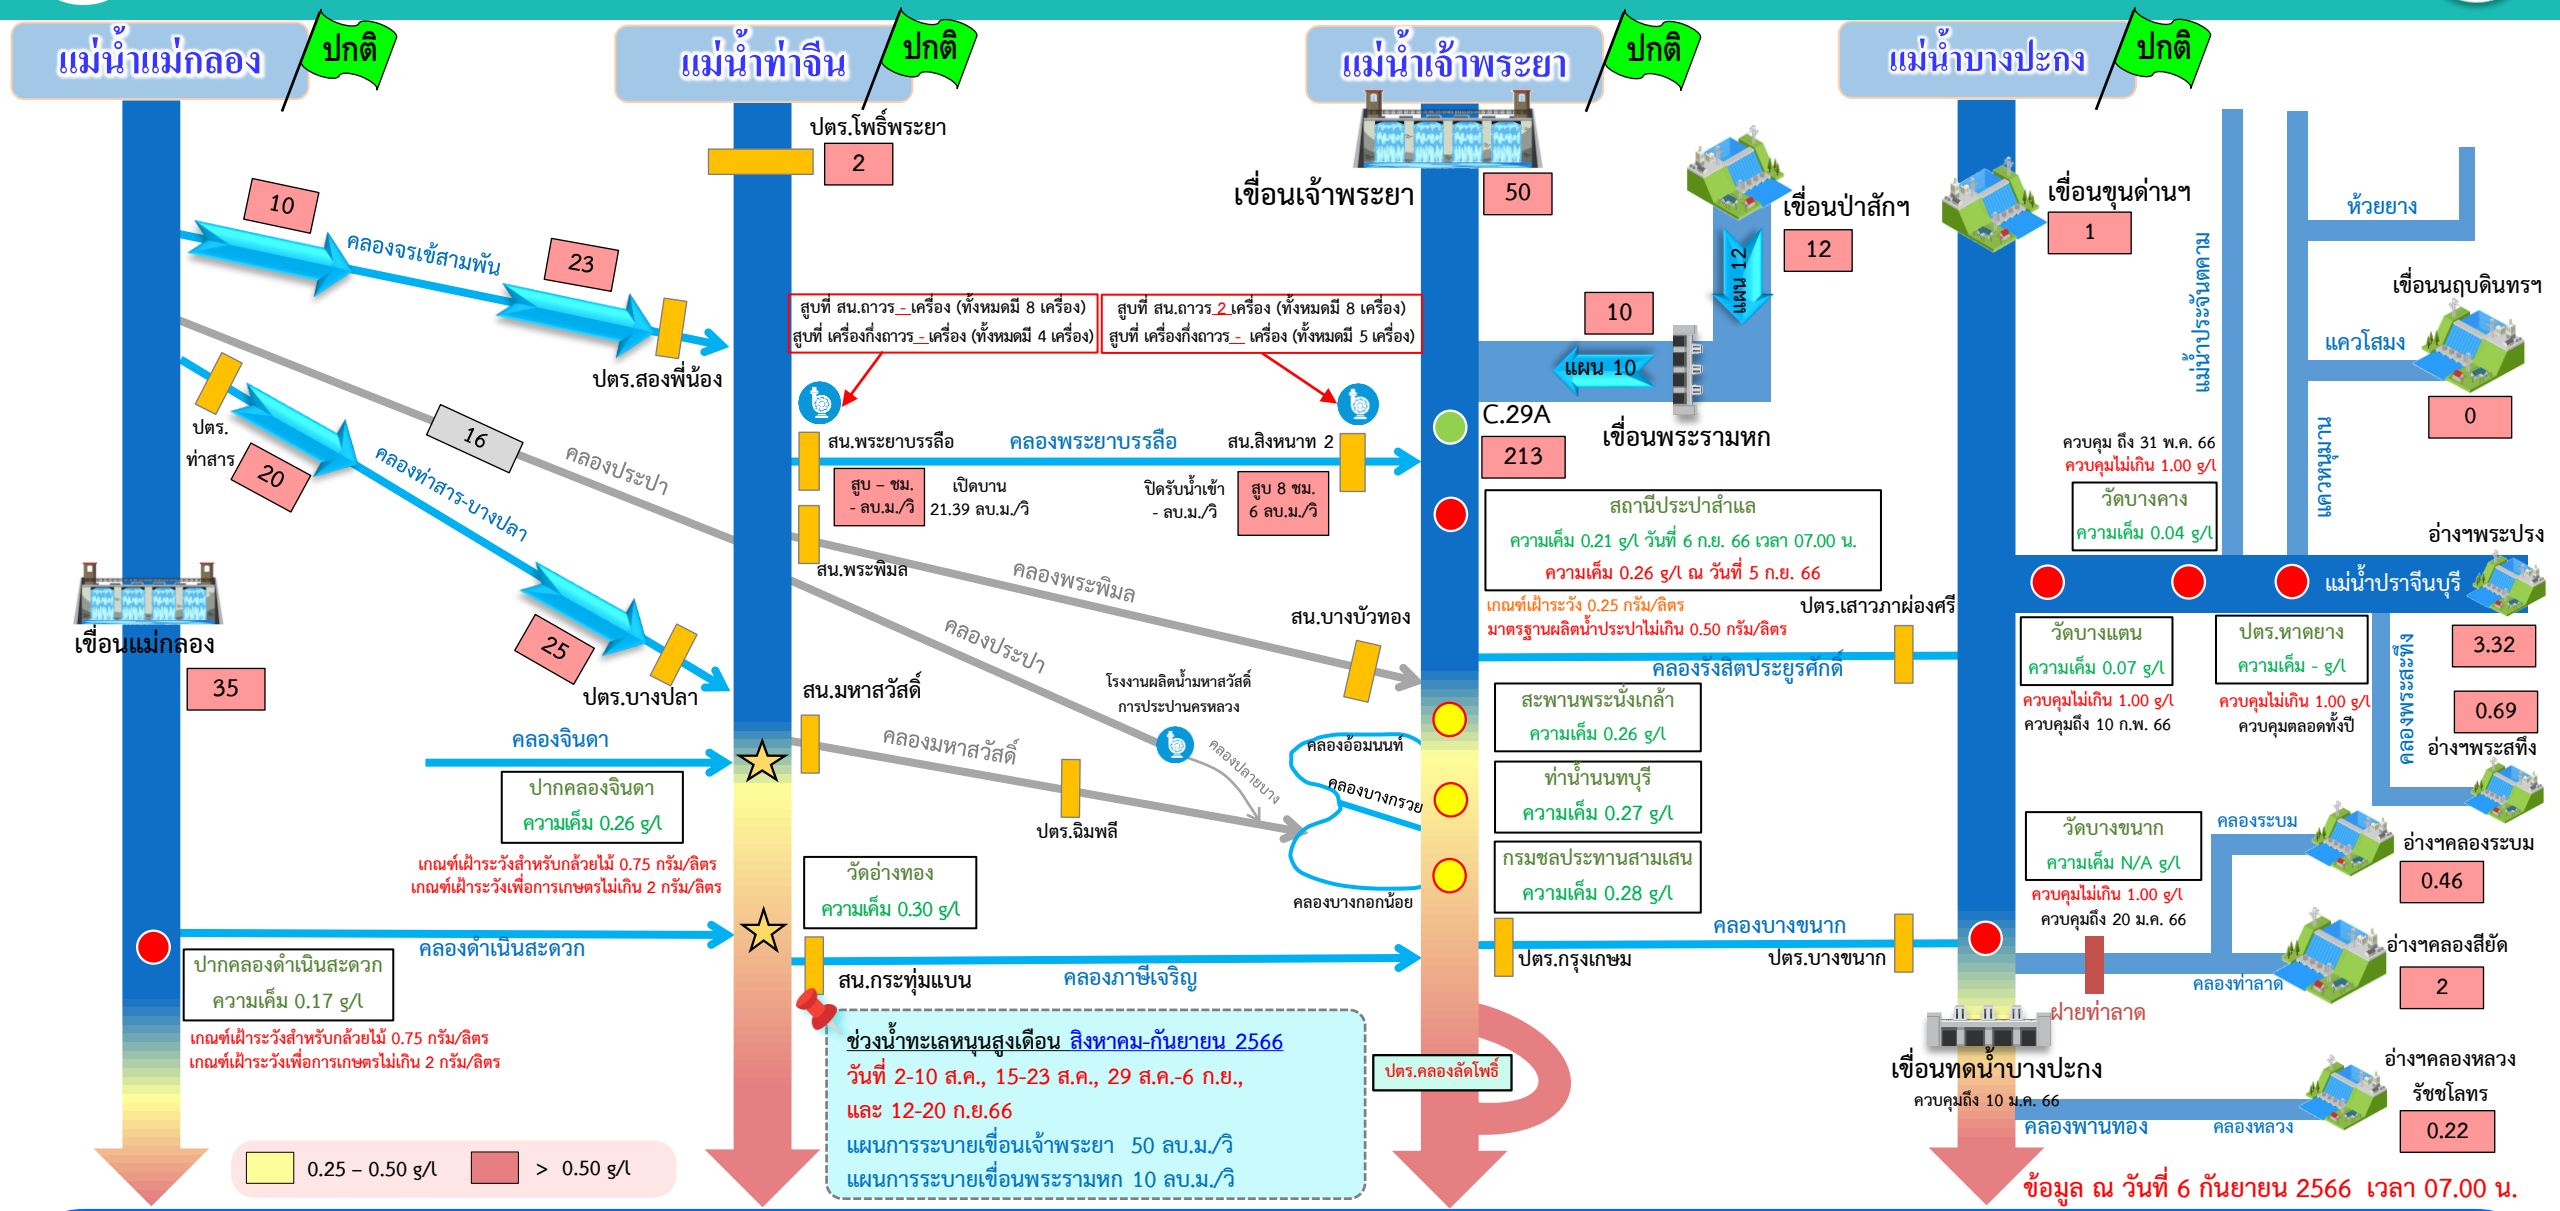 แม่น้ำแม่กลอง
ปกติ
แม่น้ำท่าจีน
ปกติ
แม่น้ำเจ้าพระยา
ปกติ
แม่น้ำบางปะกง
ปกติ
ปตร.โพธิ์พระยา
2
10
คลองจรเข้สามพัน
23
ปตร.สองพี่น้อง
ปตร.
ท่าสาร
20
คลองท่าสาร-บางปลา
16
คลองประปา
25
ปตร.บางปลา
เขื่อนแม่กลอง
35
คลองจินดา
ปากคลองจินดา
ความเค็ม 0.26 g/l
เกณฑ์เฝ้าระวังสำหรับกล้วยไม้ 0.75 กรัม/ลิตร
เกณฑ์เฝ้าระวังเพื่อการเกษตรไม่เกิน 2 กรัม/ลิตร
คลองดำเนินสะดวก
ปากคลองดำเนินสะดวก
ความเค็ม 0.17 g/l
เกณฑ์เฝ้าระวังสำหรับกล้วยไม้ 0.75 กรัม/ลิตร
เกณฑ์เฝ้าระวังเพื่อการเกษตรไม่เกิน 2 กรัม/ลิตร
0.25 – 0.50 g/l
> 0.50 g/l
สูบที่ สน.ถาวร - เครื่อง (ทั้งหมดมี 8 เครื่อง)
สูบที่ เครื่องกึ่งถาวร - เครื่อง (ทั้งหมดมี 4 เครื่อง)
สูบที่ สน.ถาวร 2 เครื่อง (ทั้งหมดมี 8 เครื่อง)
สูบที่ เครื่องกึ่งถาวร - เครื่อง (ทั้งหมดมี 5 เครื่อง)
สน.พระยาบรรลือ
คลองพระยาบรรลือ
สน.สิงหนาท 2
สูบ – ชม.
- ลบ.ม./วิ
เปิดบาน
21.39 ลบ.ม./วิ
ปิดรับน้ำเข้า
- ลบ.ม./วิ
สูบ 8 ชม.
6 ลบ.ม./วิ
สน.พระพิมล
คลองพระพิมล
สน.บางบัวทอง
คลองประปา
สน.มหาสวัสดิ์
โรงงานผลิตน้ำมหาสวัสดิ์
การประปานครหลวง
คลองมหาสวัสดิ์
คลองปลายบาง
ปตร.ฉิมพลี
คลองอ้อมนนท์
คลองบางกรวย
คลองบางกอกน้อย
วัดอ่างทอง
ความเค็ม 0.30 g/l
สน.กระทุ่มแบน
คลองภาษีเจริญ
ช่วงน้ำทะเลหนุนสูงเดือน สิงหาคม-กันยายน 2566
วันที่ 2-10 ส.ค., 15-23 ส.ค., 29 ส.ค.-6 ก.ย.,
และ 12-20 ก.ย.66
แผนการระบายเขื่อนเจ้าพระยา 50 ลบ.ม./วิ
แผนการระบายเขื่อนพระรามหก 10 ลบ.ม./วิ
ปตร.คลองลัดโพธิ์
เขื่อนเจ้าพระยา
50
เขื่อนป่าสักฯ
12
แผน 12
10
แผน 10
เขื่อนพระรามหก
C.29A
213
สถานีประปาสำแล
ความเค็ม 0.21 g/l วันที่ 6 ก.ย. 66 เวลา 07.00 น.
ความเค็ม 0.26 g/l ณ วันที่ 5 ก.ย. 66
เกณฑ์เฝ้าระวัง 0.25 กรัม/ลิตร
มาตรฐานผลิตน้ำประปาไม่เกิน 0.50 กรัม/ลิตร
ปตร.เสาวภาผ่องศรี
คลองรังสิตประยูรศักดิ์
สะพานพระนั่งเกล้า
ความเค็ม 0.26 g/l
ท่าน้ำนนทบุรี
ความเค็ม 0.27 g/l
กรมชลประทานสามเสน
ความเค็ม 0.28 g/l
คลองบางขนาก
ปตร.กรุงเกษม
ปตร.บางขนาก
เขื่อนขุนด่านฯ
1
แม่น้ำประจันตคาม
ห้วยยาง
เขื่อนนฤบดินทรฯ
แควโสมง
0
แควหนุมาน
ควบคุม ถึง 31 พ.ค. 66
ควบคุมไม่เกิน 1.00 g/l
วัดบางคาง
ความเค็ม 0.04 g/l
อ่างฯพระปรง
แม่น้ำปราจีนบุรี
3.32
วัดบางแตน
ความเค็ม 0.07 g/l
ควบคุมไม่เกิน 1.00 g/l
ควบคุมถึง 10 ก.พ. 66
ปตร.หาดยาง
ความเค็ม - g/l
ควบคุมไม่เกิน 1.00 g/l
ควบคุมตลอดทั้งปี
คลองพระสะทึง
0.69
อ่างฯพระสทึง
วัดบางขนาก
ความเค็ม N/A g/l
ควบคุมไม่เกิน 1.00 g/l
ควบคุมถึง 20 ม.ค. 66
คลองระบม
อ่างฯคลองระบม
0.46
อ่างฯคลองสียัด
2
คลองท่าลาด
ฝายท่าลาด
เขื่อนทดน้ำบางปะกง
ควบคุมถึง 10 ม.ค. 66
คลองพานทอง
คลองหลวง
อ่างฯคลองหลวง
รัชชโลทร
0.22
ข้อมูล ณ วันที่ 6 กันยายน 2566 เวลา 07.00 น.